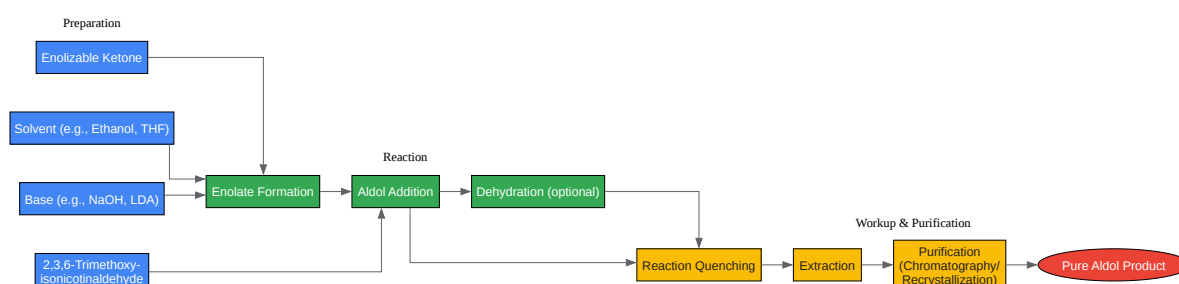 Preparation
Enolizable Ketone
Solvent (e.g., Ethanol, THF)
Reaction
Base (e.g., NaOH, LDA)
Enolate Formation
Aldol Addition
Dehydration (optional)
Workup & Purification
2,3,6-Trimethoxy-
isonicotinaldehyde
Reaction Quenching
Extraction
Purification
(Chromatography/
Recrystallization)
Pure Aldol Product